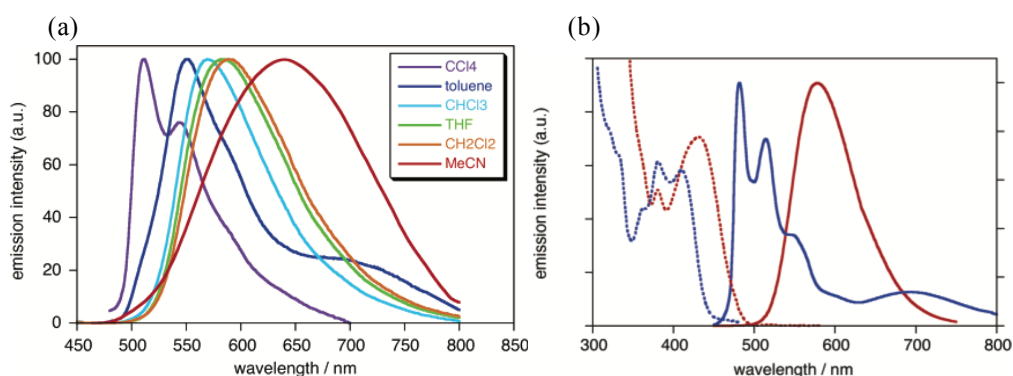 (a)
(b)
emission intensity (a.u.)
100
80
60
40
20
0
CCl4
toluene
CHCl3
THF
CH2Cl2
MeCN
450 500 550 600 650 700 750 800 850
wavelength / nm
emission intensity (a.u.)
300 400 500 600 700 800
wavelength / nm